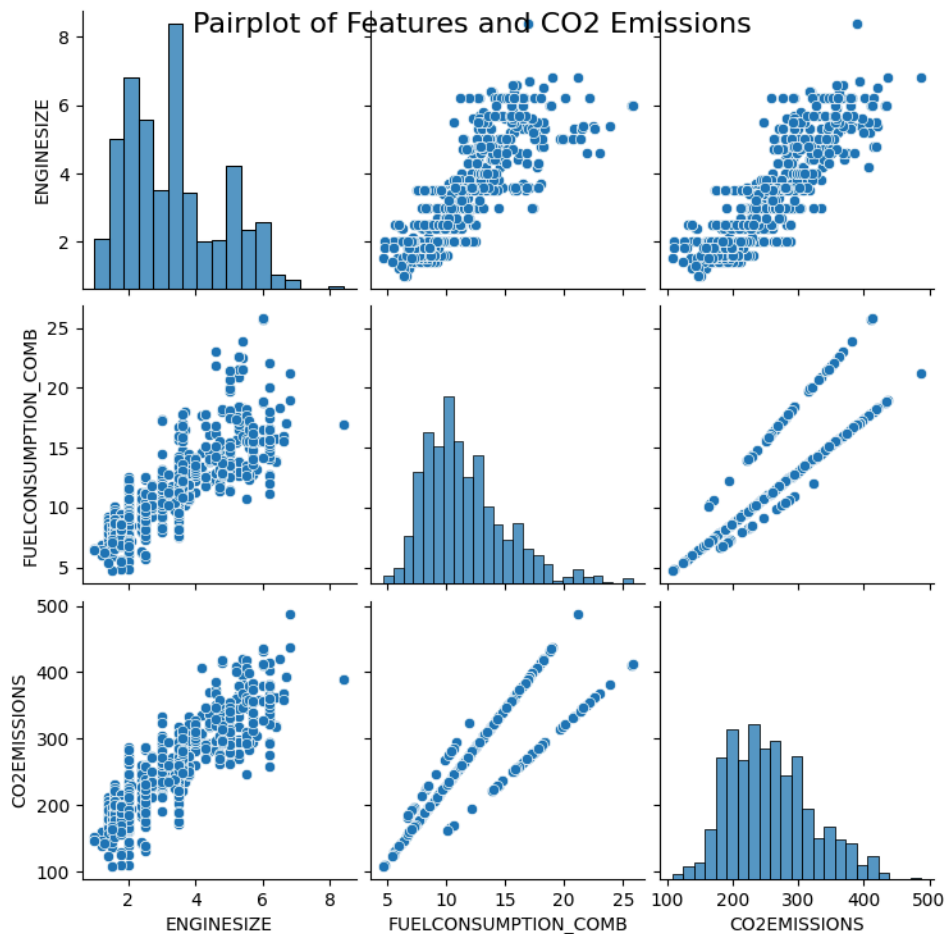 Pairplot of Features and CO2 Emissions
8
6
4
2
ENGINESIZE
25
20
15
10
5
FUELCONSUMPTION_COMB
500
400
300
200
100
CO2EMISSIONS
2 4 6 8
ENGINESIZE
5 10 15 20 25
FUELCONSUMPTION_COMB
100 200 300 400 500
CO2EMISSIONS